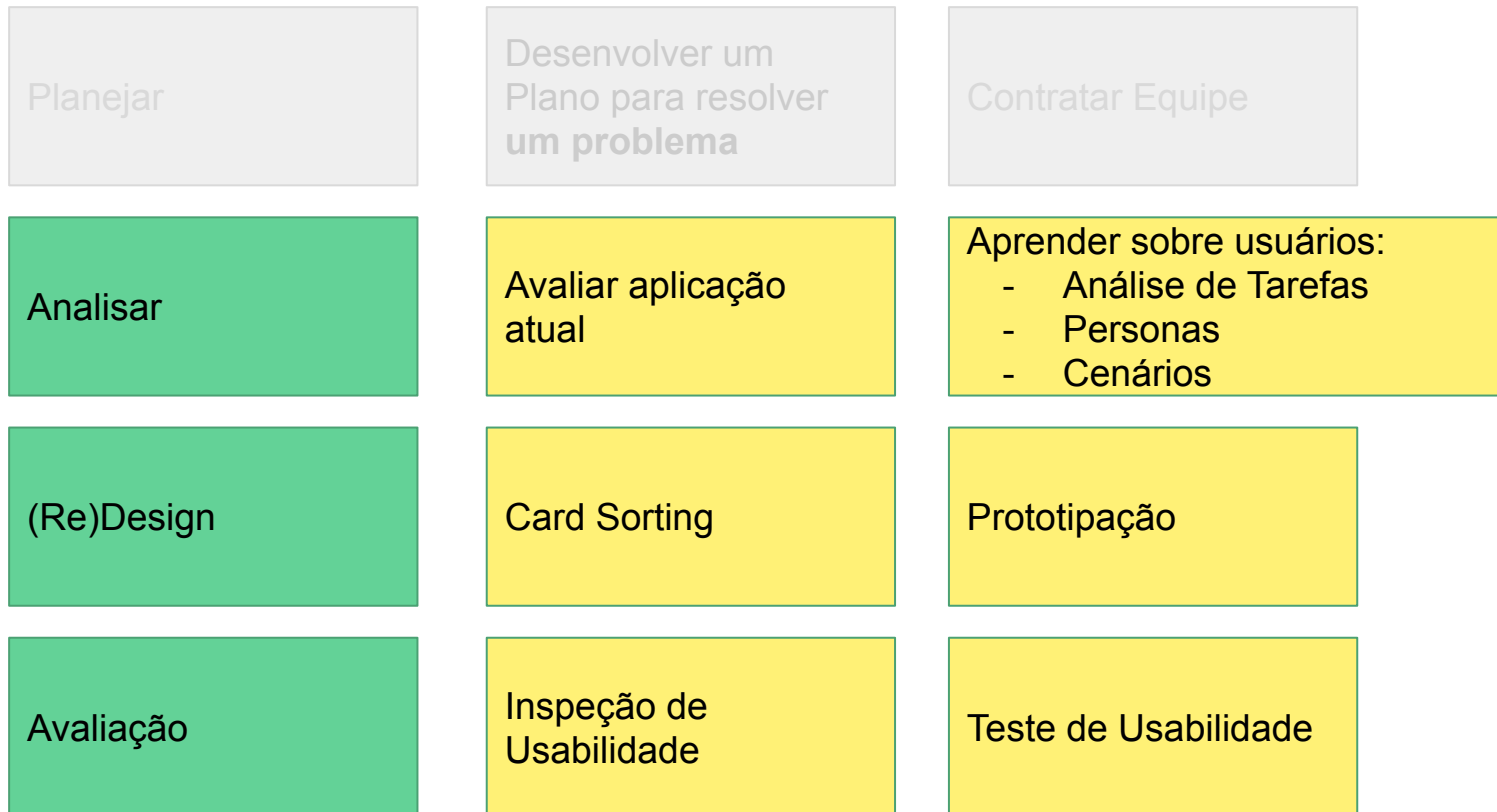 Planejar
Desenvolver um
Plano para resolver
um problema
Contratar Equipe
Analisar
Avaliar aplicação
atual
Aprender sobre usuários:
- Análise de Tarefas
- Personas
- Cenários
(Re)Design
Card Sorting
Prototipação
Avaliação
Inspeção de
Usabilidade
Teste de Usabilidade